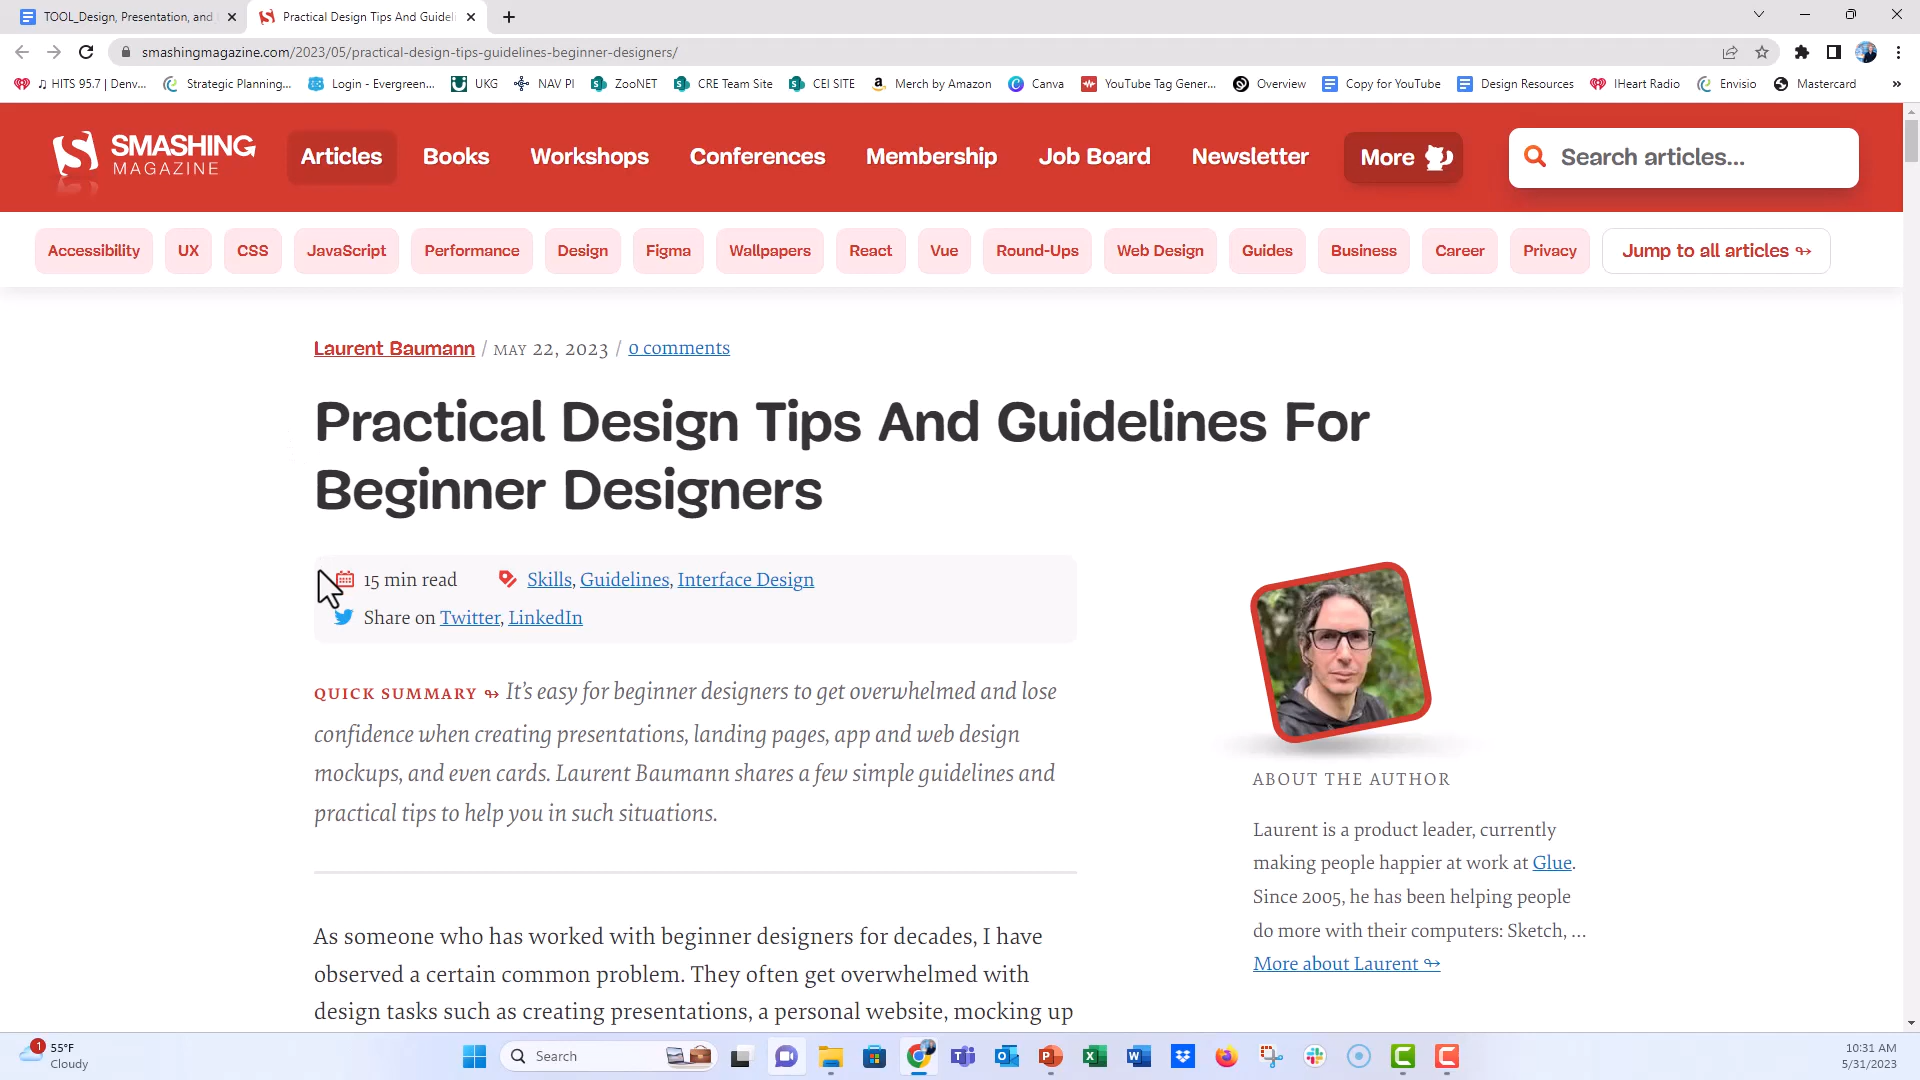 TOOL_Design, Presentation, and
Practical Design Tips And Guideli
smashingmagazine.com/2023/05/practical-design-tips-guidelines-beginner-designers/
♫ HITS 95.7 | Denv... Strategic Planning... Login - Evergreen... UKG NAV PI ZooNET CRE Team Site CEI SITE Merch by Amazon Canva YouTube Tag Gener... Overview Copy for YouTube Design Resources IHeart Radio Envisio Mastercard »
SMASHING
MAGAZINE
Articles Books Workshops Conferences Membership Job Board Newsletter More Search articles...
Accessibility UX CSS JavaScript Performance Design Figma Wallpapers React Vue Round-Ups Web Design Guides Business Career Privacy Jump to all articles ↬
Laurent Baumann / MAY 22, 2023 / 0 comments
Practical Design Tips And Guidelines For
Beginner Designers
15 min read Skills, Guidelines, Interface Design
Share on Twitter, LinkedIn
QUICK SUMMARY ↬ It’s easy for beginner designers to get overwhelmed and lose
confidence when creating presentations, landing pages, app and web design
mockups, and even cards. Laurent Baumann shares a few simple guidelines and
practical tips to help you in such situations.
As someone who has worked with beginner designers for decades, I have
observed a certain common problem. They often get overwhelmed with
design tasks such as creating presentations, a personal website, mocking up
ABOUT THE AUTHOR
Laurent is a product leader, currently
making people happier at work at Glue.
Since 2005, he has been helping people
do more with their computers: Sketch, ...
More about Laurent ↬
1
55°F
Cloudy
Search
10:31 AM
5/31/2023